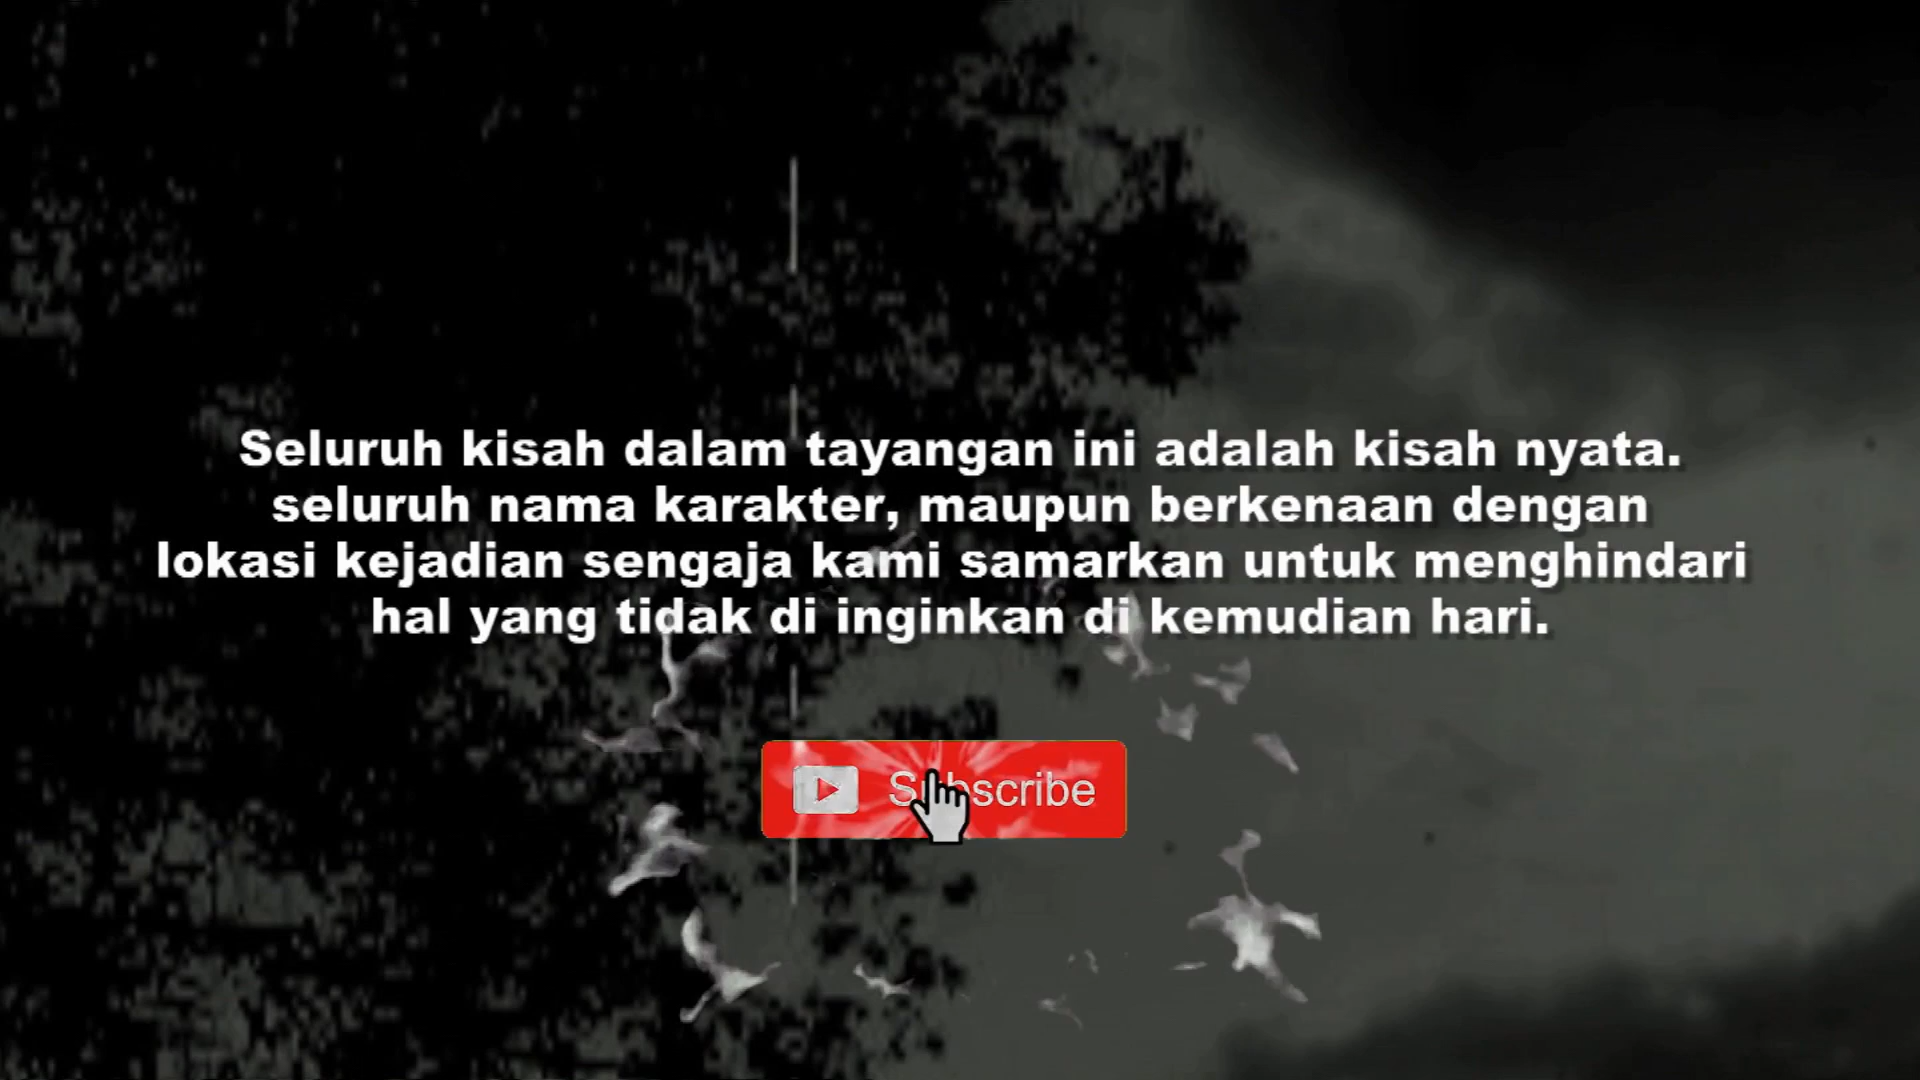 Seluruh kisah dalam tayangan ini adalah kisah nyata.
seluruh nama karakter, maupun berkenaan dengan
lokasi kejadian sengaja kami samarkan untuk menghindari
hal yang tidak di inginkan di kemudian hari.
Subscribe